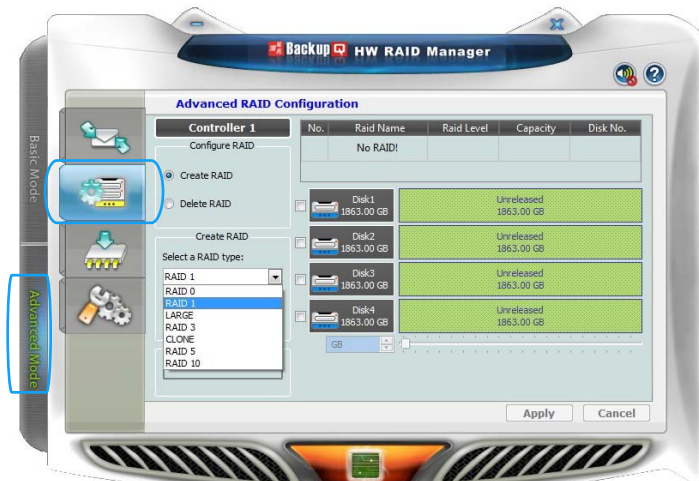 Backup Q HW RAID Manager
Advanced RAID Configuration
Basic Mode
Advanced Mode
Controller 1
Configure RAID
Create RAID
Delete RAID
Create RAID
Select a RAID type:
RAID 1
RAID 0
RAID 1
LARGE
RAID 3
CLONE
RAID 5
RAID 10
No. Raid Name Raid Level Capacity Disk No.
No RAID!
Disk1 Unreleased
1863.00 GB 1863.00 GB
Disk2 Unreleased
1863.00 GB 1863.00 GB
Disk3 Unreleased
1863.00 GB 1863.00 GB
Disk4 Unreleased
1863.00 GB 1863.00 GB
GB
Apply Cancel